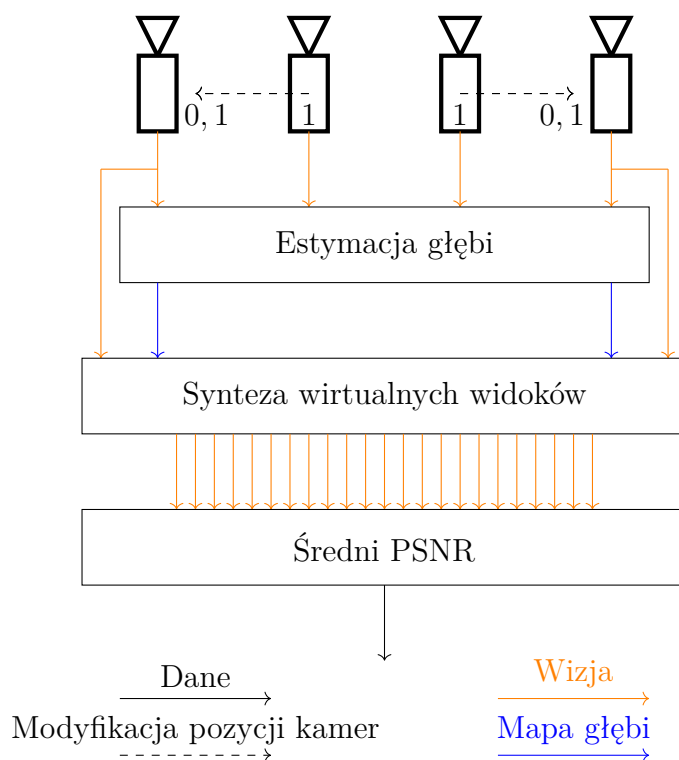 0, 1 1 1 0, 1
Estymacja głębi
Synteza wirtualnych widoków
Średni PSNR
Dane Wizja
Modyfikacja pozycji kamer Mapa głębi